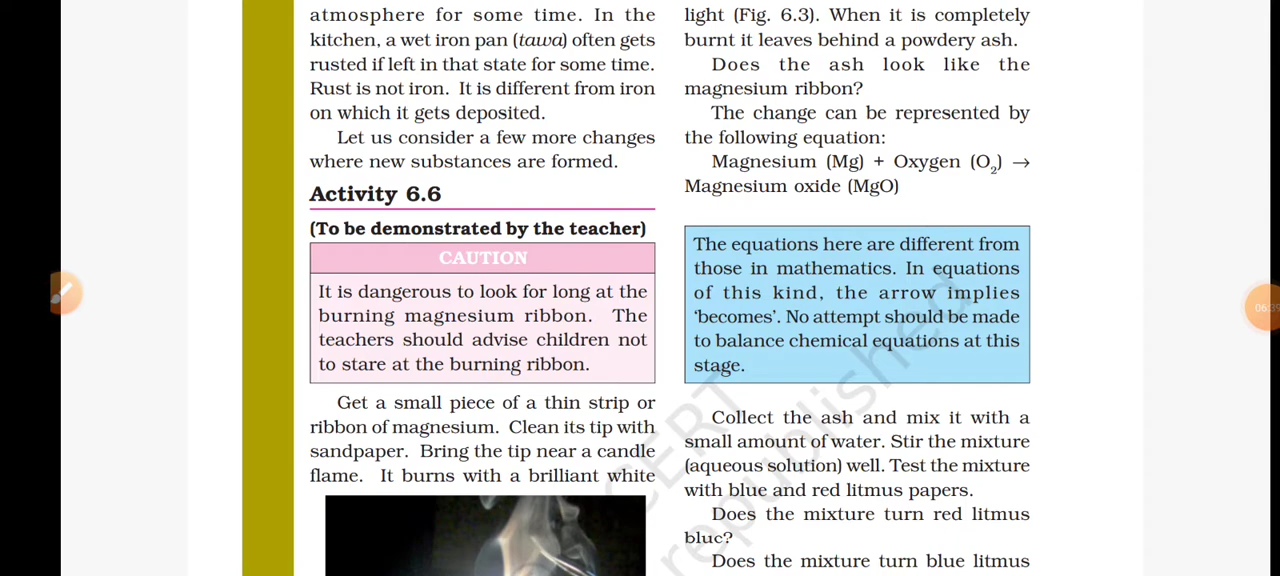 atmosphere for some time. In the
kitchen, a wet iron pan (tawa) often gets
rusted if left in that state for some time.
Rust is not iron. It is different from iron
on which it gets deposited.
Let us consider a few more changes
where new substances are formed.
Activity 6.6
(To be demonstrated by the teacher)
CAUTION
It is dangerous to look for long at the
burning magnesium ribbon. The
teachers should advise children not
to stare at the burning ribbon.
Get a small piece of a thin strip or
ribbon of magnesium. Clean its tip with
sandpaper. Bring the tip near a candle
flame. It burns with a brilliant white
light (Fig. 6.3). When it is completely
burnt it leaves behind a powdery ash.
Does the ash look like the
magnesium ribbon?
The change can be represented by
the following equation:
Magnesium (Mg) + Oxygen (O₂) →
Magnesium oxide (MgO)
The equations here are different from
those in mathematics. In equations
of this kind, the arrow implies
‘becomes’. No attempt should be made
to balance chemical equations at this
stage.
Collect the ash and mix it with a
small amount of water. Stir the mixture
(aqueous solution) well. Test the mixture
with blue and red litmus papers.
Does the mixture turn red litmus
blue?
Does the mixture turn blue litmus
republished